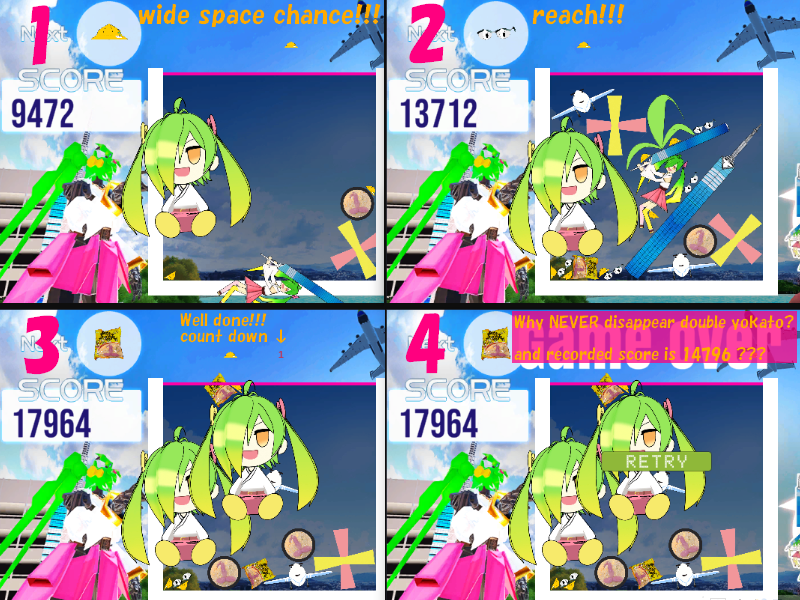 1
wide space chance!!!
Next
SCORE
9472
2
reach!!!
Next
SCORE
13712
3
Well done!!!
count down ↓
1
Next
SCORE
17964
4
Why NEVER disappear double yokato?
and recorded score is 14796 ???
Game over
Next
SCORE
17964
RETRY